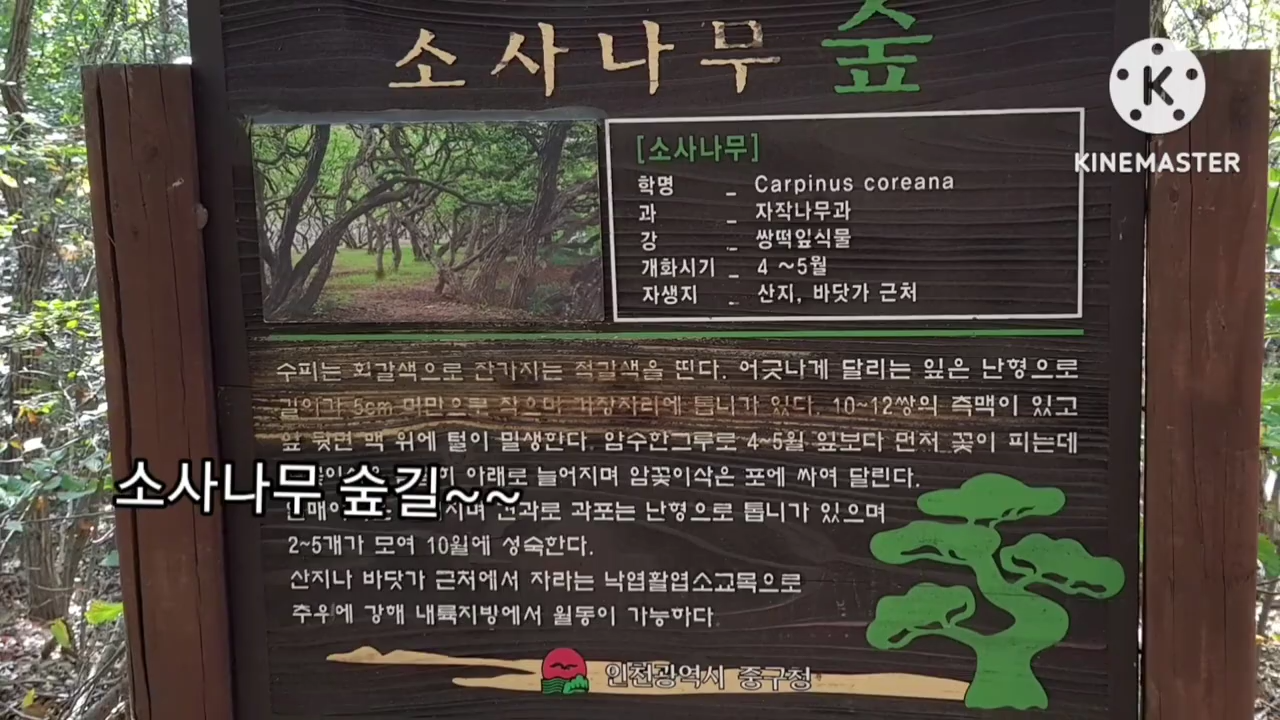 소사나무 숲
[소사나무]
학명 _ Carpinus coreana
과 _ 자작나무과
강 _ 쌍떡잎식물
개화시기 _ 4 ~5월
자생지 _ 산지, 바닷가 근처
K
KINEMASTER
수피는 회갈색으로 잔가지는 적갈색을 띤다. 어긋나게 달리는 잎은 난형으로
길이가 5cm 미만으로 작으며 가장자리에 톱니가 있다. 10~12쌍의 측맥이 있고
잎 뒷면 맥 위에 털이 밀생한다. 암수한그루로 4~5월 잎보다 먼저 꽃이 피는데
아래로 늘어지며 암꽃이삭은 포에 싸여 달린다.
소사나무 숲길~~
과포는 난형으로 톱니가 있으며
2~5개가 모여 10월에 성숙한다.
산지나 바닷가 근처에서 자라는 낙엽활엽소교목으로
추위에 강해 내륙지방에서 월동이 가능하다.
인천광역시 중구청